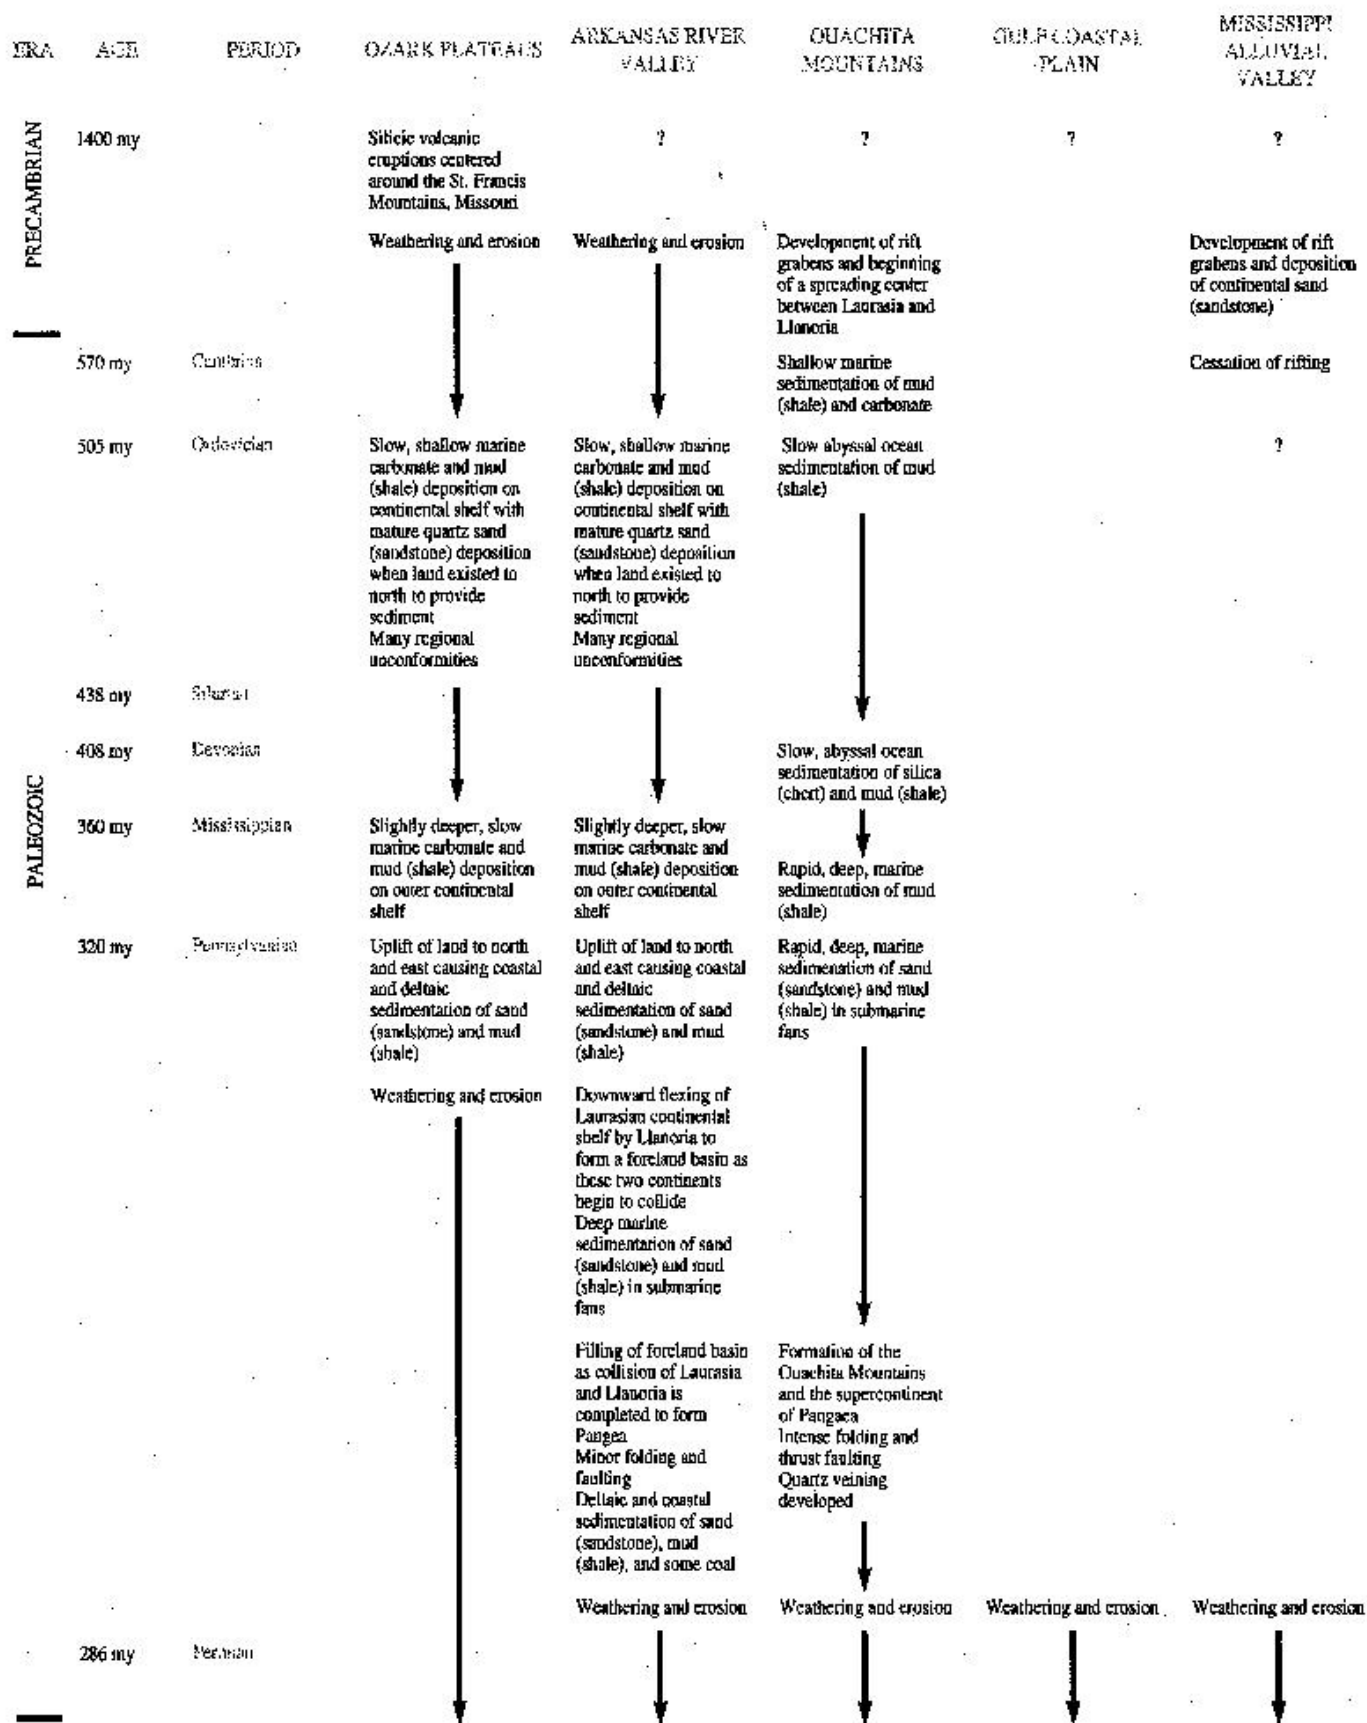 ERA
AGE
PERIOD
OZARK PLATEAUS
ARKANSAS RIVER
VALLEY
OUACHITA
MOUNTAINS
GULF COASTAL
PLAIN
MISSISSIPPI
ALLUVIAL
VALLEY
PRECAMBRIAN
1400 my
Silicic volcanic
eruptions centered
around the St. Francis
Mountains, Missouri
?
?
?
?
Weathering and erosion
Weathering and erosion
Development of rift
grabens and beginning
of a spreading center
between Laurasia and
Llanoria
Development of rift
grabens and deposition
of continental sand
(sandstone)
PALEOZOIC
570 my
Cambrian
Shallow marine
sedimentation of mud
(shale) and carbonate
Cessation of rifting
505 my
Ordovician
Slow, shallow marine
carbonate and mud
(shale) deposition on
continental shelf with
mature quartz sand
(sandstone) deposition
when land existed to
north to provide
sediment
Many regional
unconformities
Slow, shallow marine
carbonate and mud
(shale) deposition on
continental shelf with
mature quartz sand
(sandstone) deposition
when land existed to
north to provide
sediment
Many regional
unconformities
Slow abyssal ocean
sedimentation of mud
(shale)
?
438 my
Silurian
408 my
Devonian
Slow, abyssal ocean
sedimentation of silica
(chert) and mud (shale)
360 my
Mississippian
Slightly deeper, slow
marine carbonate and
mud (shale) deposition
on outer continental
shelf
Slightly deeper, slow
marine carbonate and
mud (shale) deposition
on outer continental
shelf
Rapid, deep, marine
sedimentation of mud
(shale)
320 my
Pennsylvanian
Uplift of land to north
and east causing coastal
and deltaic
sedimentation of sand
(sandstone) and mud
(shale)
Uplift of land to north
and east causing coastal
and deltaic
sedimentation of sand
(sandstone) and mud
(shale)
Rapid, deep, marine
sedimenation of sand
(sandstone) and mud
(shale) in submarine
fans
Weathering and erosion
Downward flexing of
Laurasian continental
shelf by Llanoria to
form a foreland basin as
these two continents
begin to collide
Deep marine
sedimentation of sand
(sandstone) and mud
(shale) in submarine
fans
Filling of foreland basin
as collision of Laurasia
and Llanoria is
completed to form
Pangea
Minor folding and
faulting
Deltaic and coastal
sedimentation of sand
(sandstone), mud
(shale), and some coal
Formation of the
Ouachita Mountains
and the supercontinent
of Pangaea
Intense folding and
thrust faulting
Quartz veining
developed
Weathering and erosion
Weathering and erosion
Weathering and erosion
Weathering and erosion
286 my
Permian